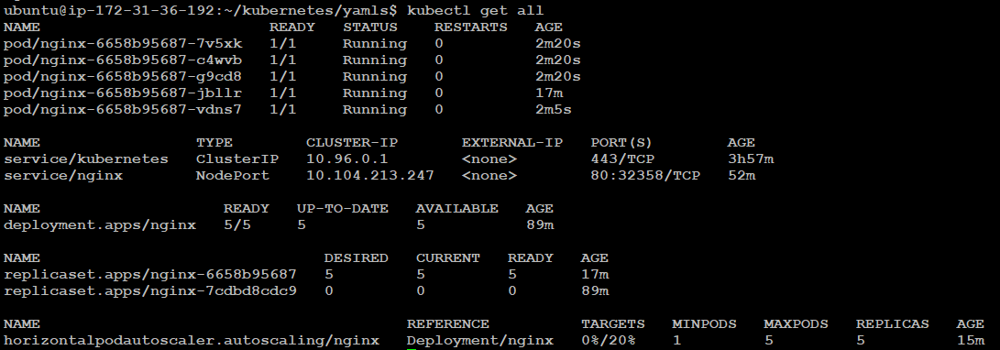 ubuntu@ip-172-31-36-192:~/kubernetes/yamls$ kubectl get all
NAME READY STATUS RESTARTS AGE
pod/nginx-6658b95687-7v5xk 1/1 Running 0 2m20s
pod/nginx-6658b95687-c4wvb 1/1 Running 0 2m20s
pod/nginx-6658b95687-g9cd8 1/1 Running 0 2m20s
pod/nginx-6658b95687-jbllr 1/1 Running 0 17m
pod/nginx-6658b95687-vdns7 1/1 Running 0 2m5s
NAME TYPE CLUSTER-IP EXTERNAL-IP PORT(S) AGE
service/kubernetes ClusterIP 10.96.0.1 <none> 443/TCP 3h57m
service/nginx NodePort 10.104.213.247 <none> 80:32358/TCP 52m
NAME READY UP-TO-DATE AVAILABLE AGE
deployment.apps/nginx 5/5 5 5 89m
NAME DESIRED CURRENT READY AGE
replicaset.apps/nginx-6658b95687 5 5 5 17m
replicaset.apps/nginx-7cdbd8cdc9 0 0 0 89m
NAME REFERENCE TARGETS MINPODS MAXPODS REPLICAS AGE
horizontalpodautoscaler.autoscaling/nginx Deployment/nginx 0%/20% 1 5 5 15m